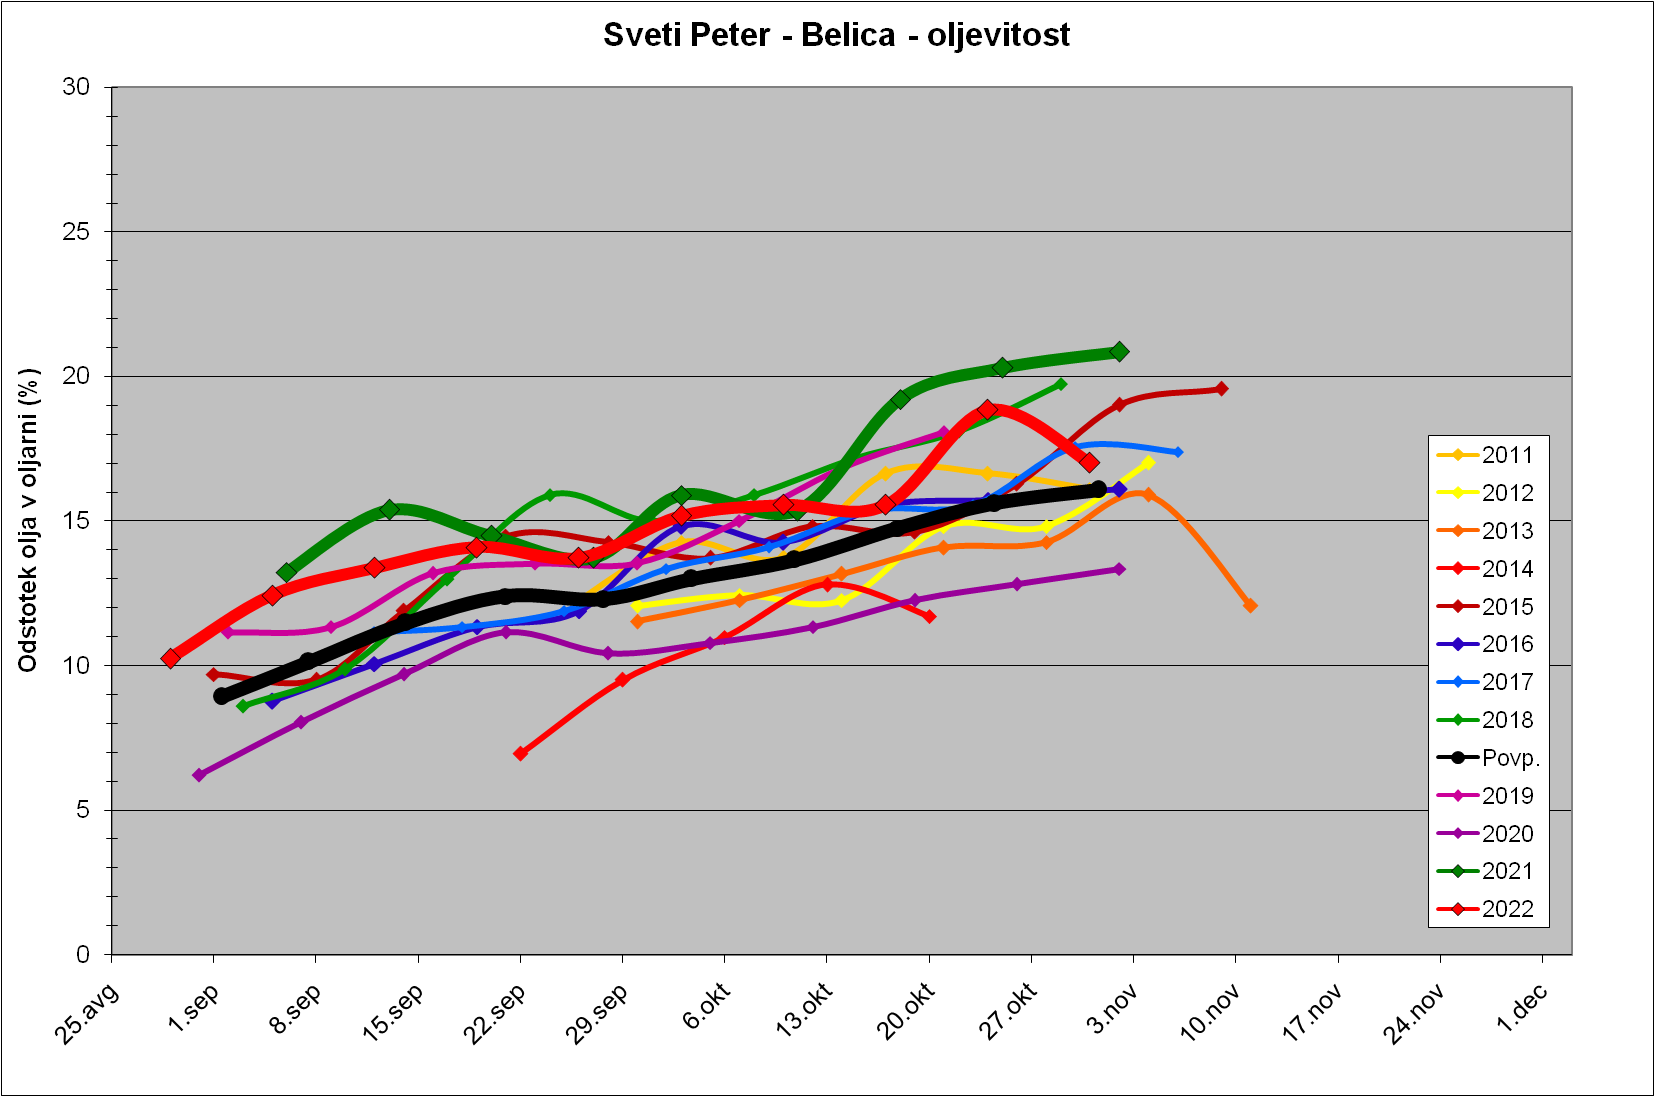 Sveti Peter - Belica - oljevitost
Odstotek olja v oljarni (%)
30
25
20
15
10
5
0
25.avg
1.sep
8.sep
15.sep
22.sep
29.sep
6.okt
13.okt
20.okt
27.okt
3.nov
10.nov
17.nov
24.nov
1.dec
2011
2012
2013
2014
2015
2016
2017
2018
Povp.
2019
2020
2021
2022